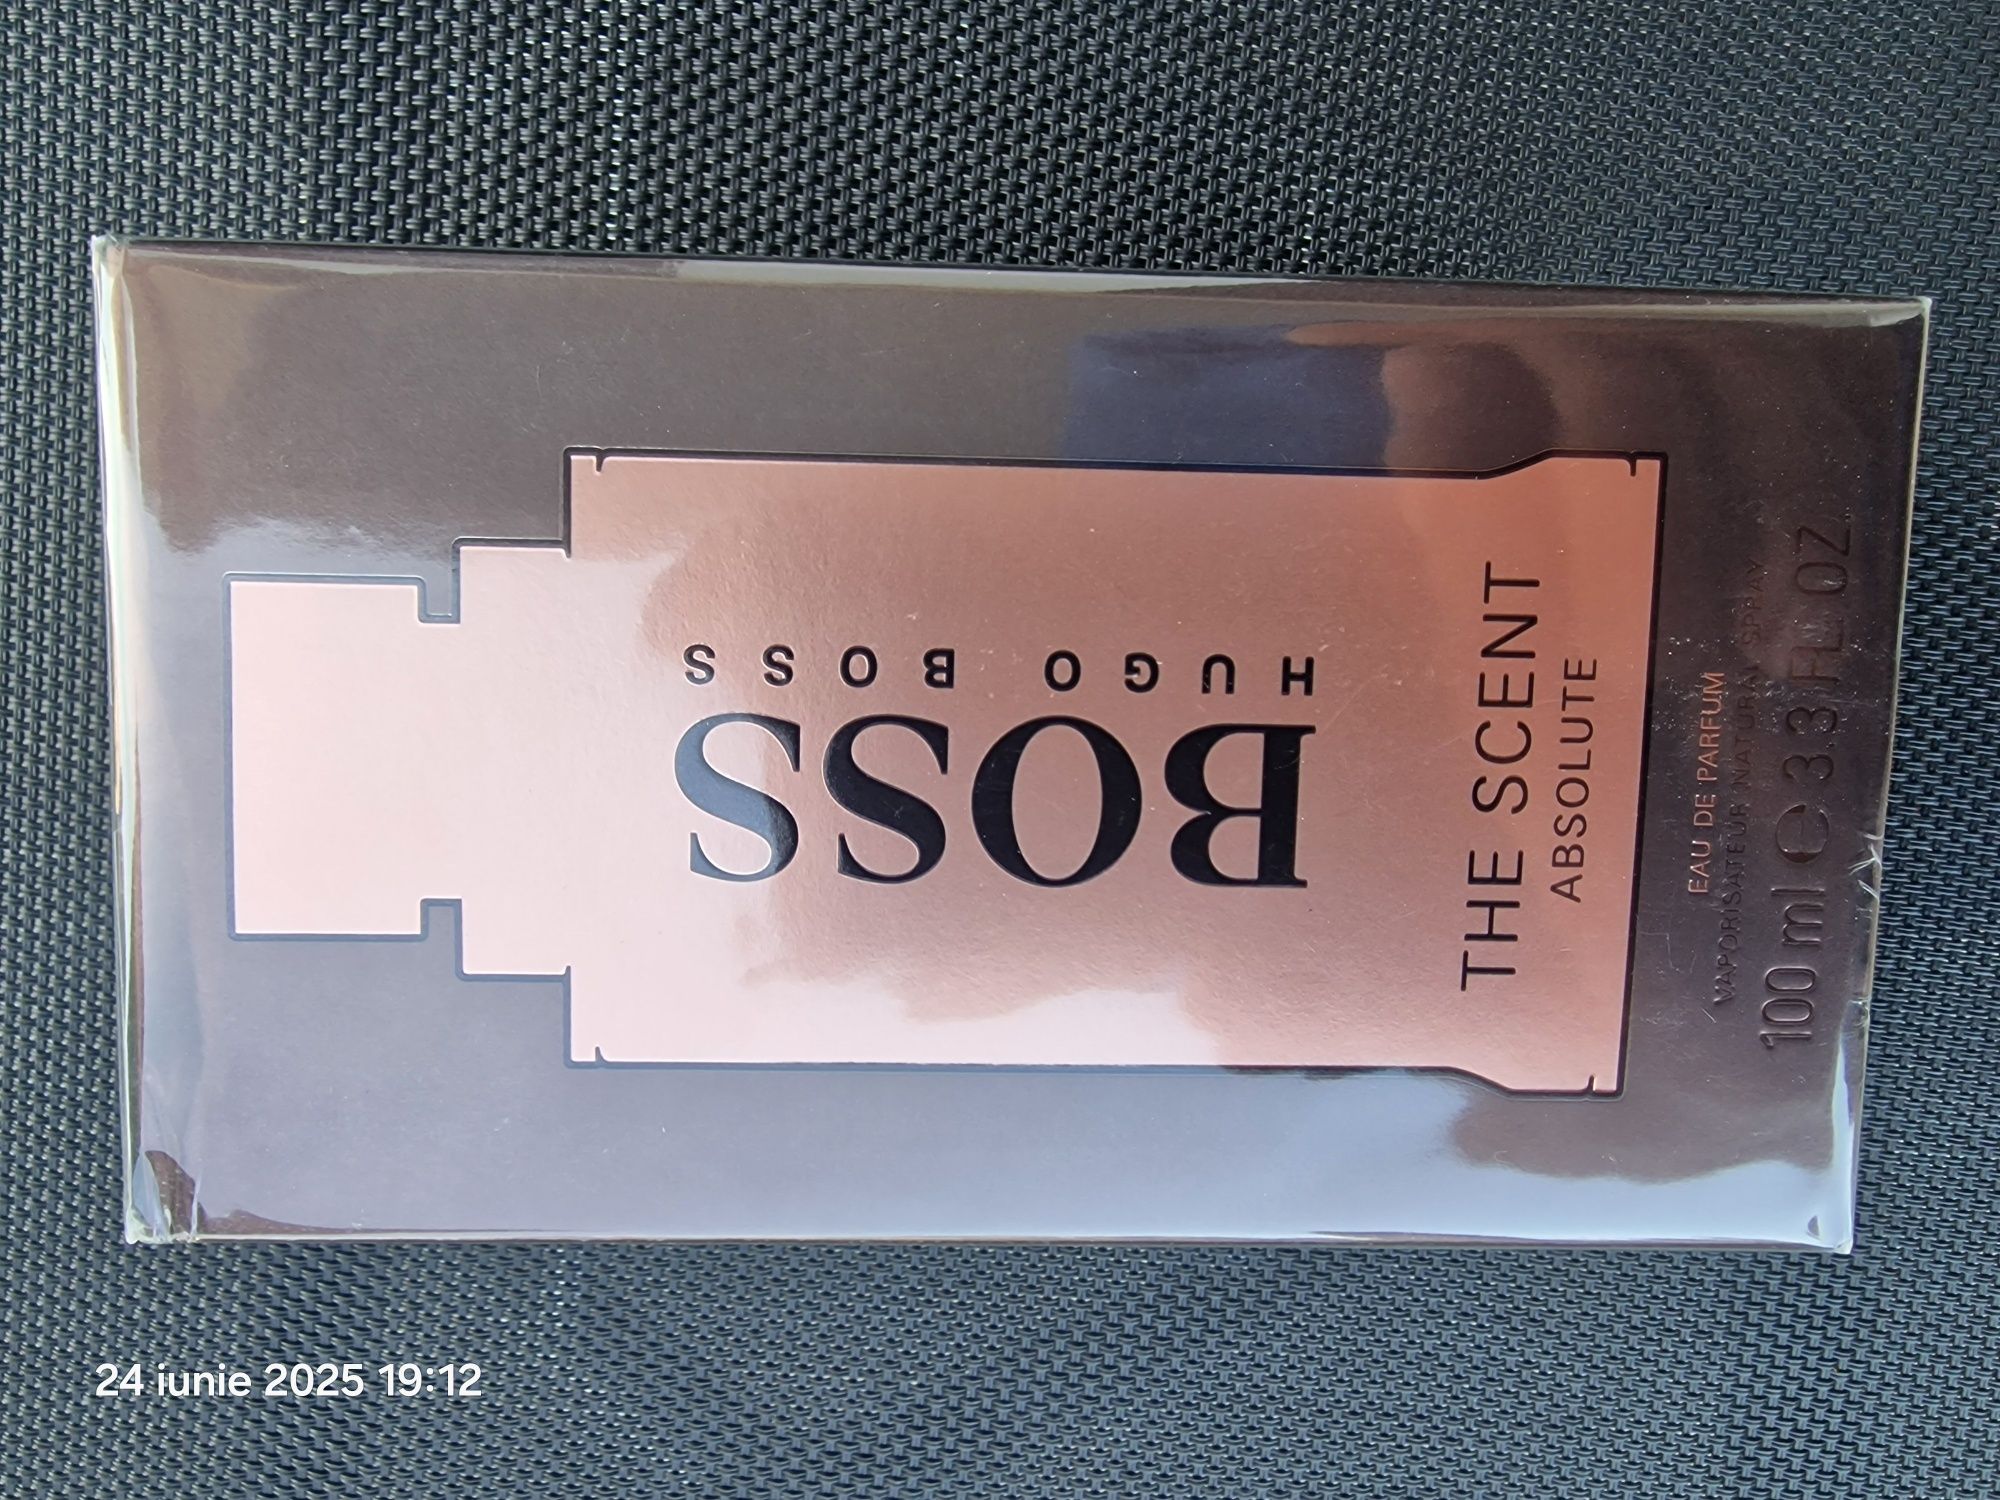 BOSS
HUGO BOSS
THE SCENT
ABSOLUTE
EAU DE PARFUM
VAPORISATEUR NATURAL SPRAY
100 ml ℮ 3.3 FL. OZ.
24 iunie 2025 19:12